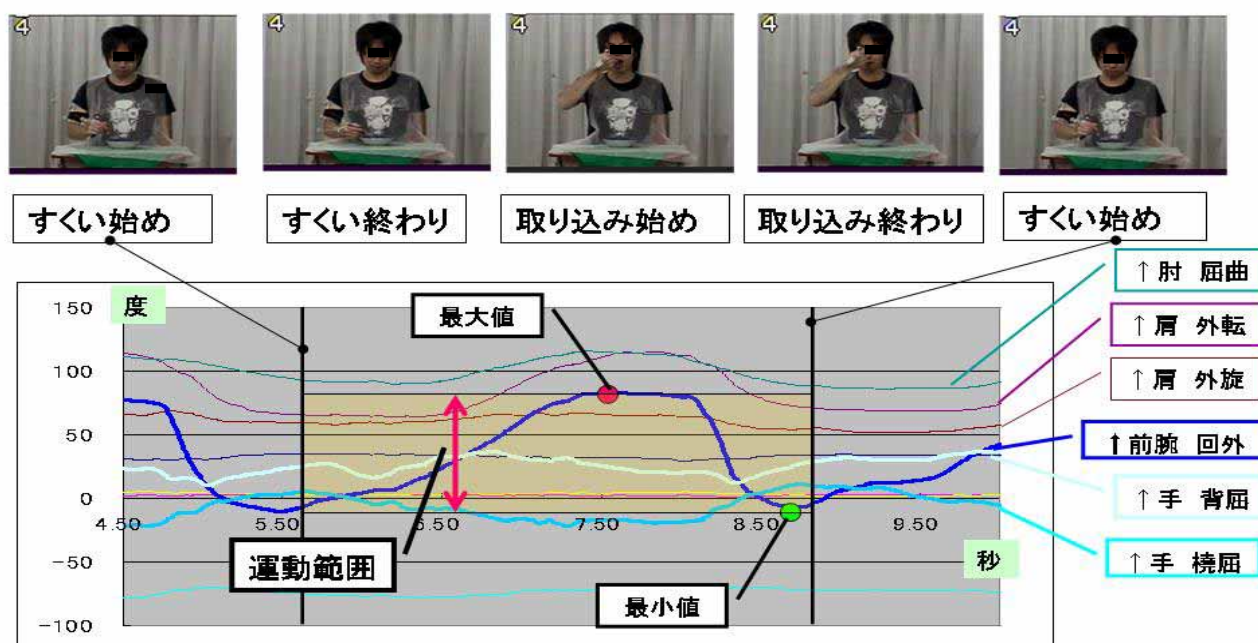 4
4
4
4
4
すくい始め
すくい終わり
取り込み始め
取り込み終わり
すくい始め
度
最大値
150
100
50
0
-50
-100
4.50
5.50
6.50
7.50
8.50
9.50
秒
運動範囲
最小値
↑肘 屈曲
↑肩 外転
↑肩 外旋
↑前腕 回外
↑手 背屈
↑手 橈屈